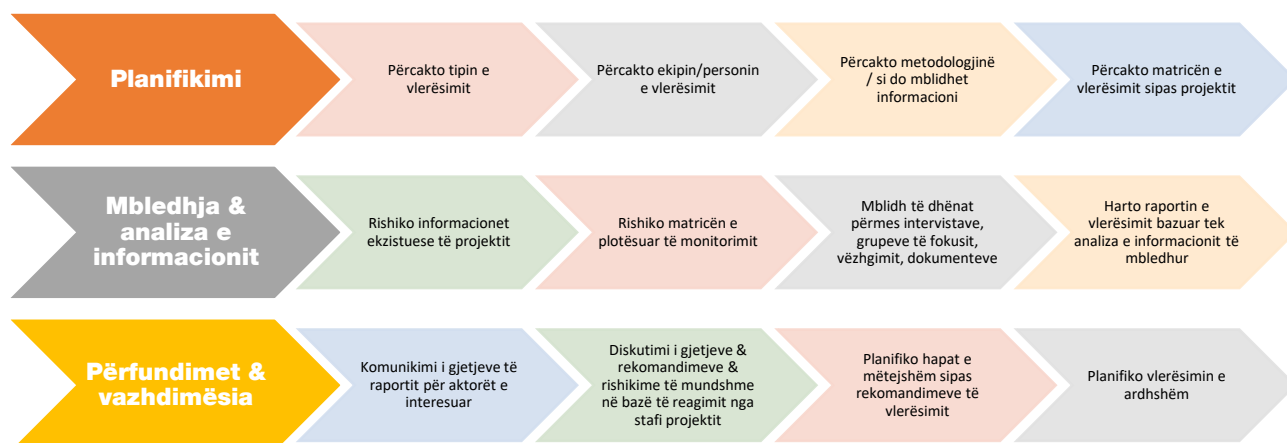 Planifikimi
Përcakto tipin e
vlerësimit
Përcakto ekipin/personin
e vlerësimit
Përcakto metodologjinë
/ si do mblidhet
informacioni
Përcakto matricën e
vlerësimit sipas projektit
Mbledhja &
analiza e
informacionit
Rishiko informacionet
ekzistuese të projektit
Rishiko matricën e
plotësuar të monitorimit
Mblidh të dhënat
përmes intervistave,
grupeve të fokusit,
vëzhgimit, dokumenteve
Harto raportin e
vlerësimit bazuar tek
analiza e informacionit të
mbledhur
Përfundimet &
vazhdimësia
Komunikimi i gjetjeve të
raportit për aktorët e
interesuar
Diskutimi i gjetjeve &
rekomandimeve &
rishikime të mundshme
në bazë të reagimit nga
stafi projektit
Planifiko hapat e
mëtejshëm sipas
rekomandimeve të
vlerësimit
Planifiko vlerësimin e
ardhshëm